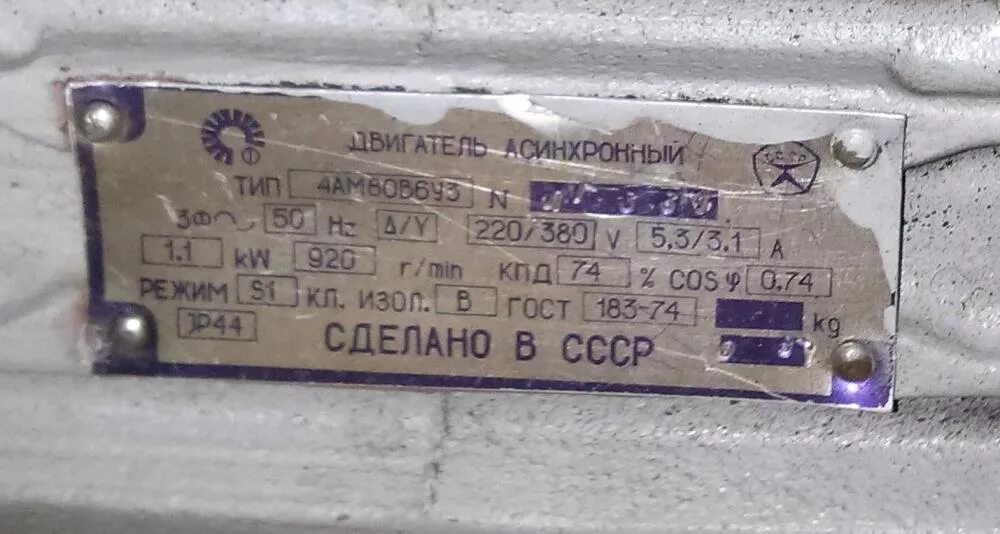 ДВИГАТЕЛЬ АСИНХРОННЫЙ
ТИП 4АМ80В6У3 N
3Ф 50 Hz Δ/Y 220/380 V 5,3/3,1 A
1.1 kW 920 r/min КПД 74 % COS φ 0,74
РЕЖИМ S1 КЛ. ИЗОЛ. В ГОСТ 183-74 kg
JP44 СДЕЛАНО В СССР